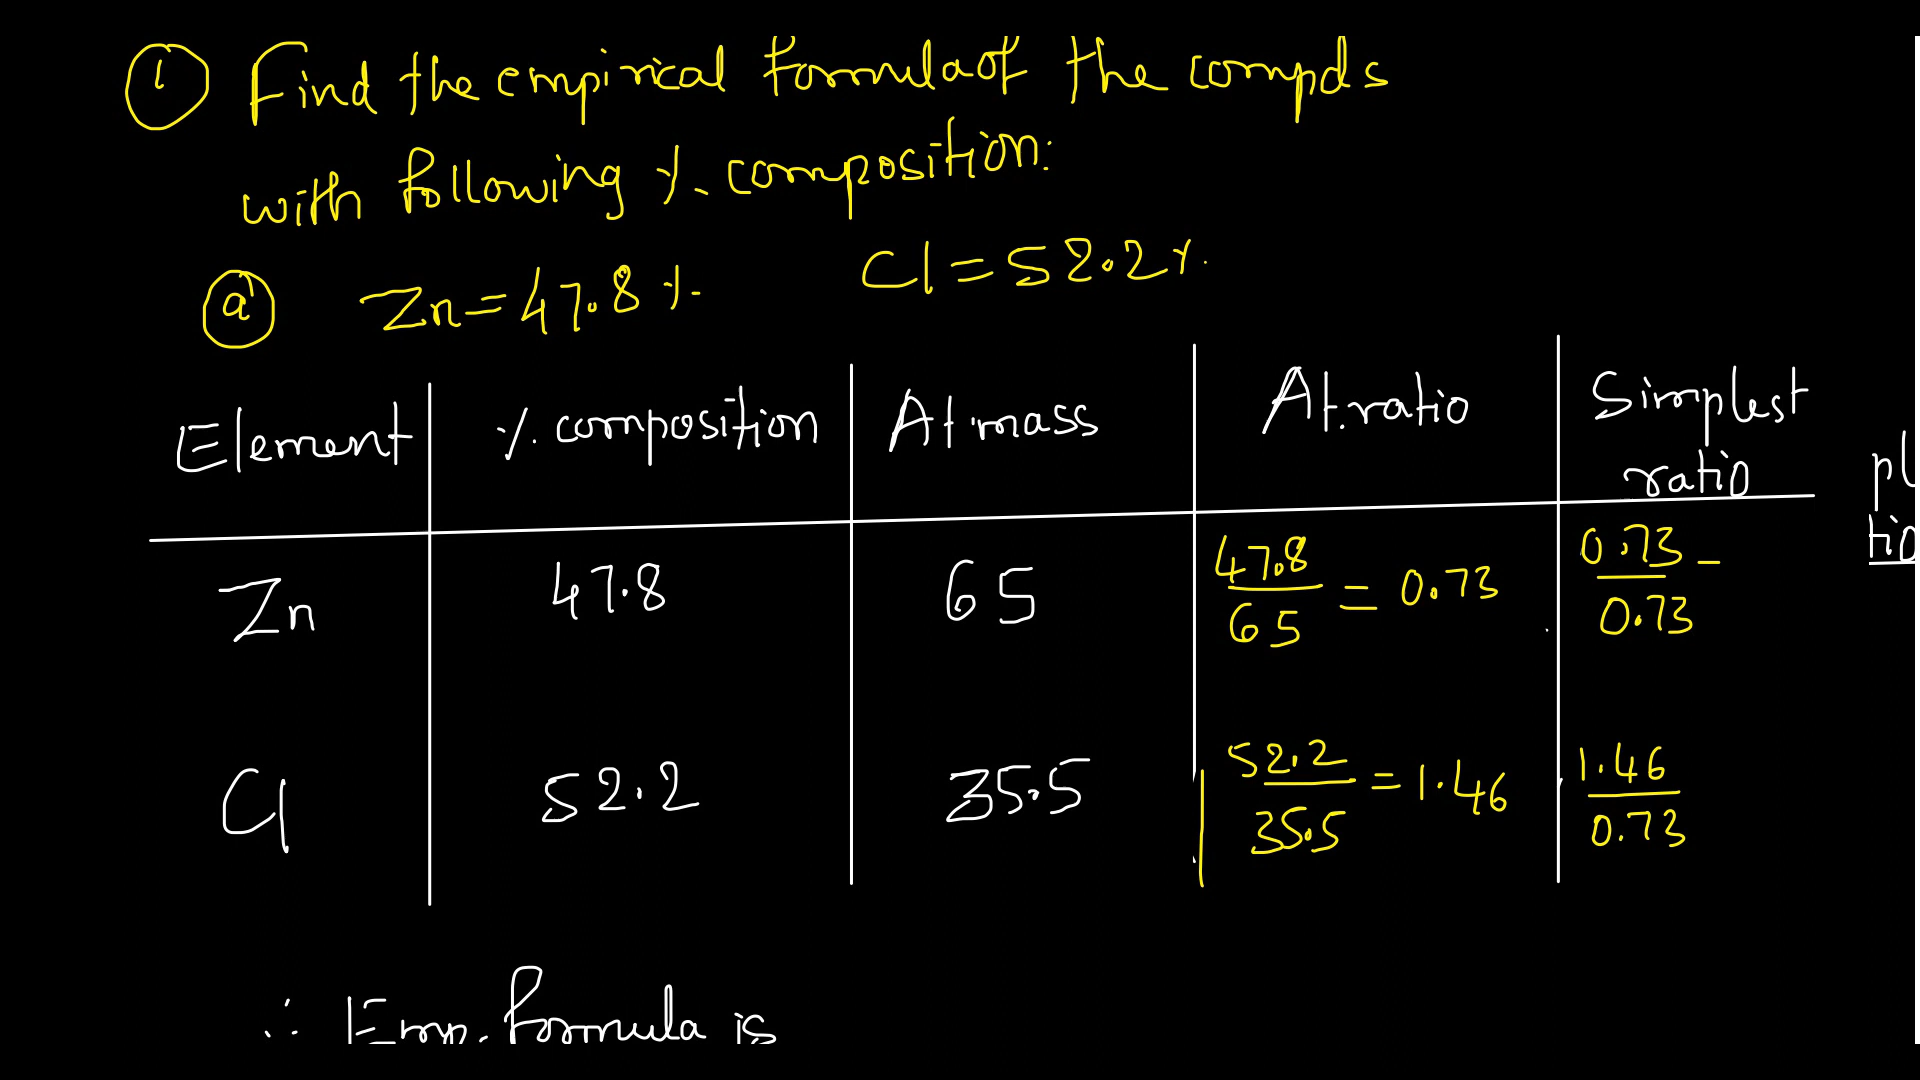 1 Find the empirical formula of the compds
with following %. composition:
a Zn = 47.8 %. Cl = 52.2 %.
Element %. composition At. mass At. ratio Simplest ratio
Zn 47.8 65 47.8/65 = 0.73 0.73/0.73 -
Cl 52.2 35.5 52.2/35.5 = 1.46 1.46/0.73
∴ Emp. formula is